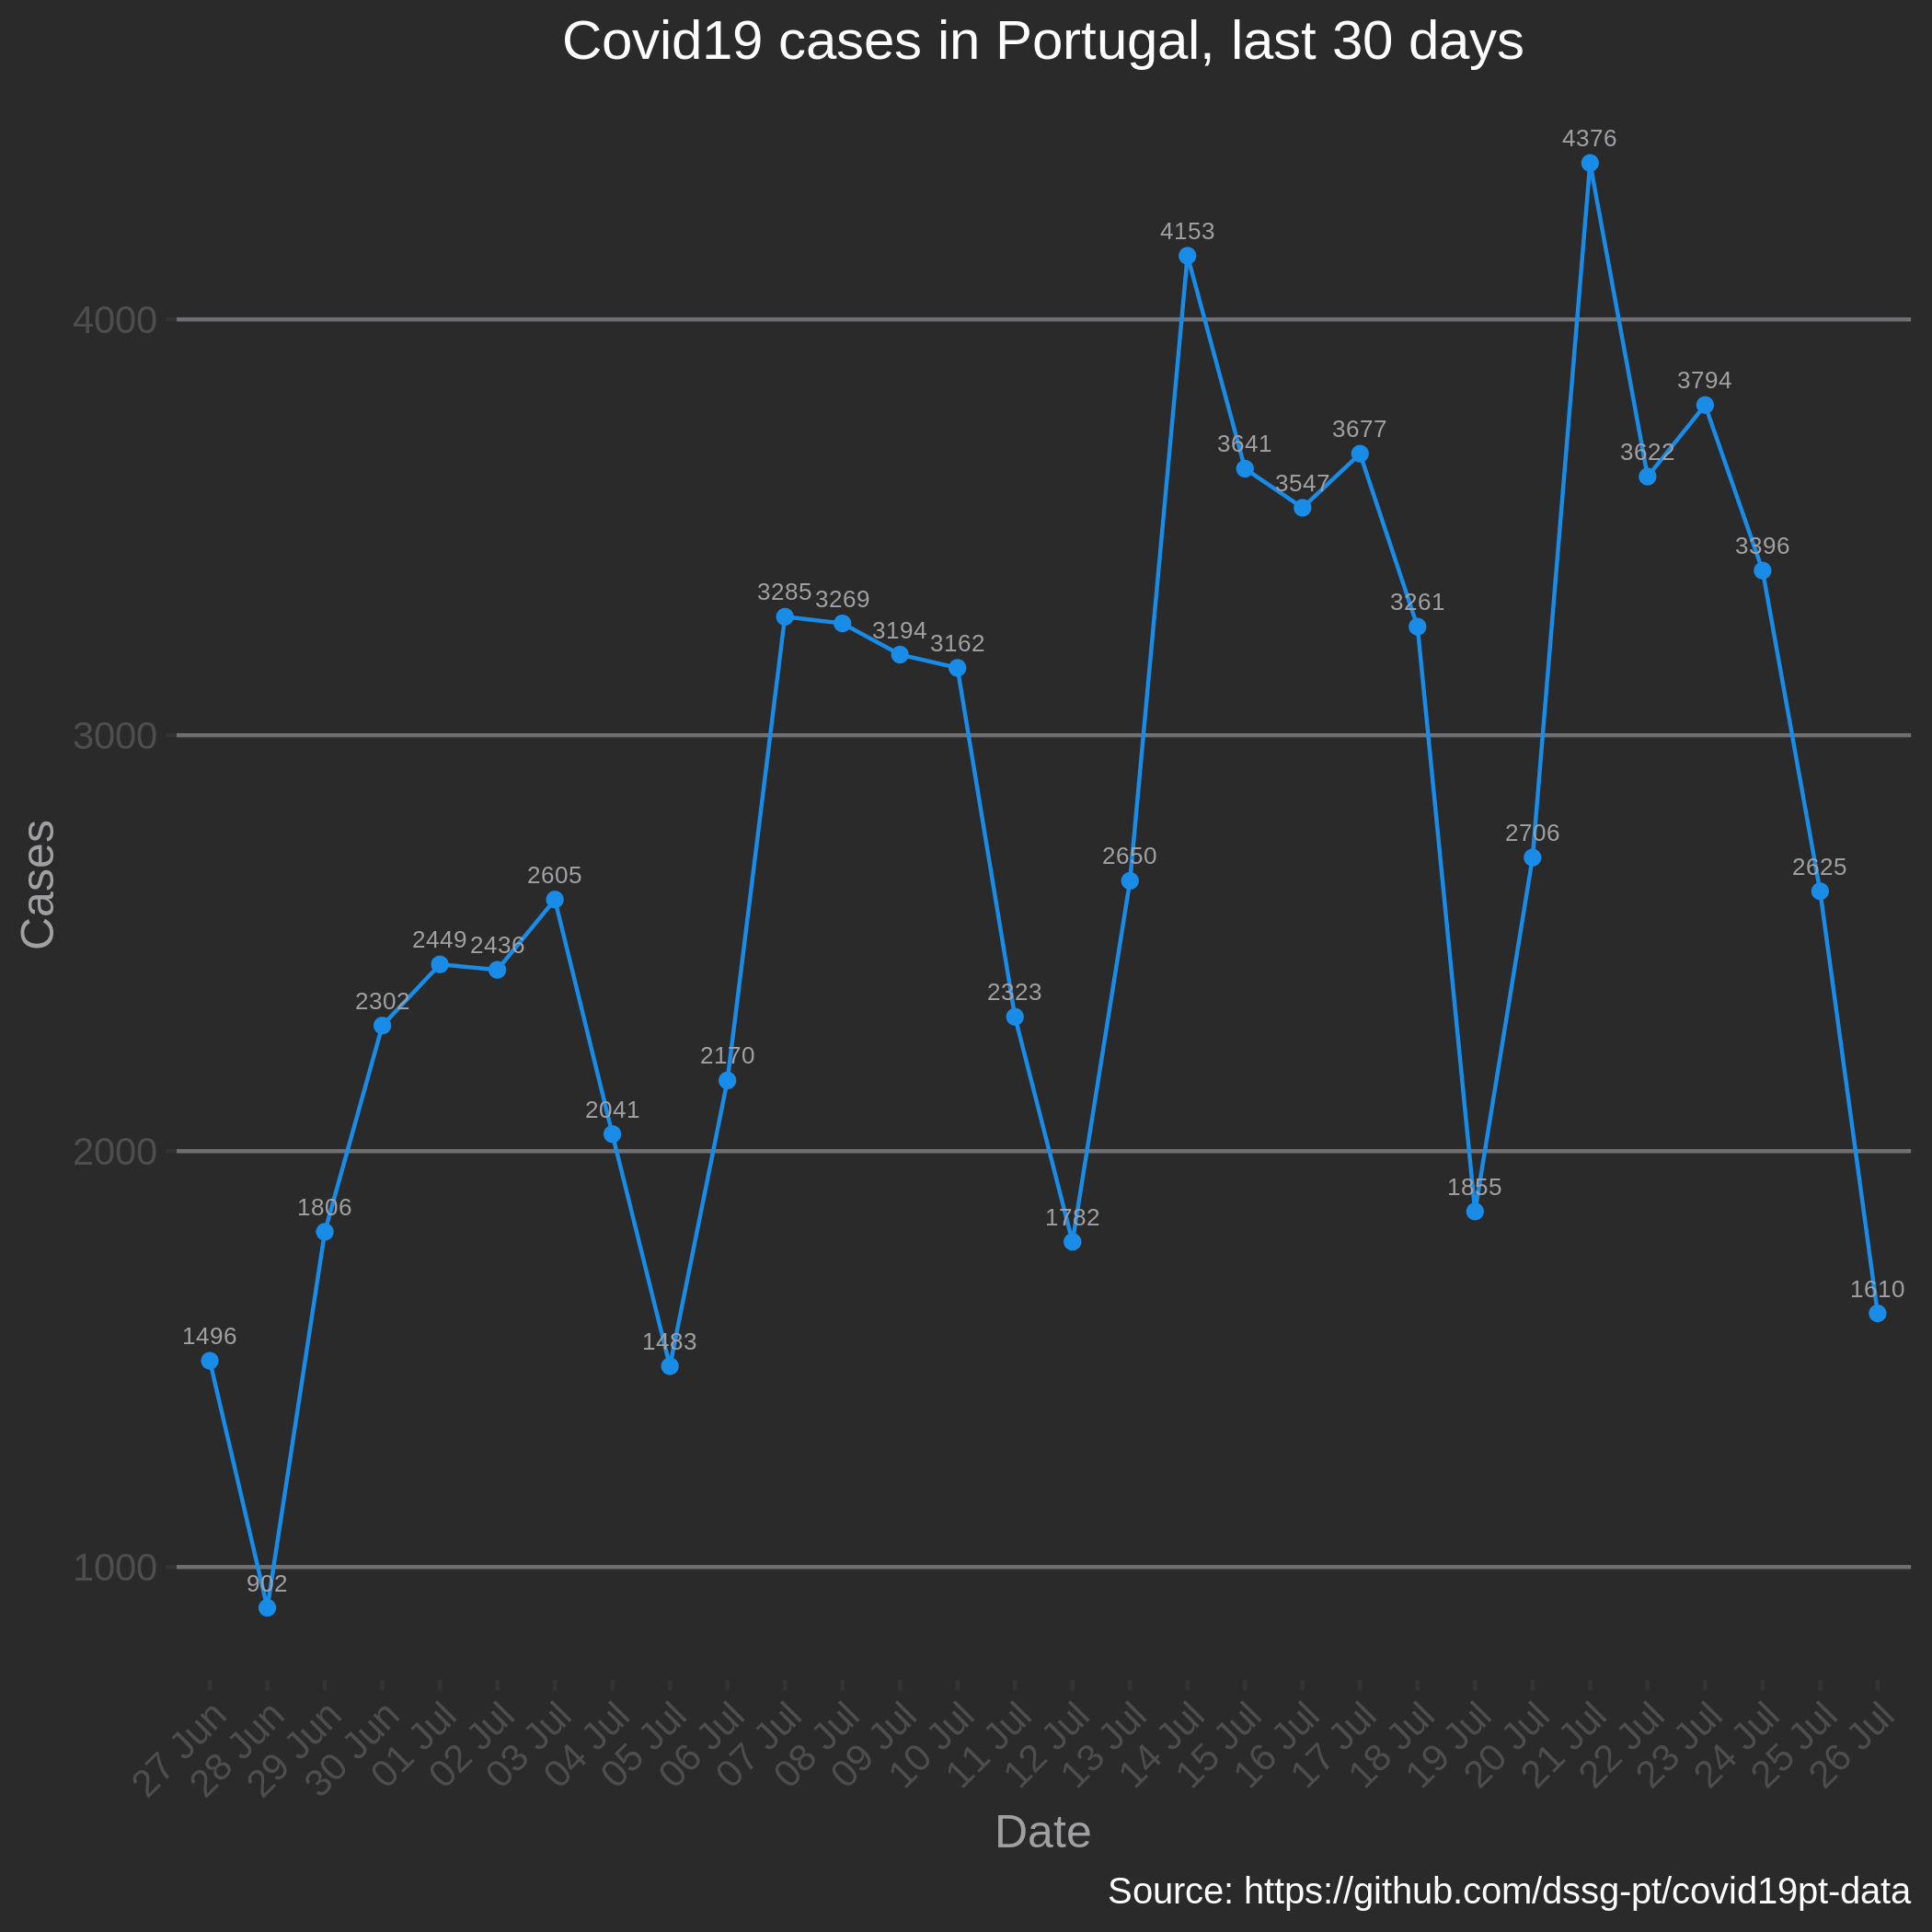 Covid19 cases in Portugal, last 30 days
4376
4153
4000
3794
3677
3641
3622
3547
3396
3285
3269
3261
3194
3162
3000
2706
2650
2625
2605
2449
2436
2323
2302
2170
2041
2000
1855
1806
1782
1610
1496
1483
1000
902
Cases
27 Jun
28 Jun
29 Jun
30 Jun
01 Jul
02 Jul
03 Jul
04 Jul
05 Jul
06 Jul
07 Jul
08 Jul
09 Jul
10 Jul
11 Jul
12 Jul
13 Jul
14 Jul
15 Jul
16 Jul
17 Jul
18 Jul
19 Jul
20 Jul
21 Jul
22 Jul
23 Jul
24 Jul
25 Jul
26 Jul
Date
Source: https://github.com/dssg-pt/covid19pt-data